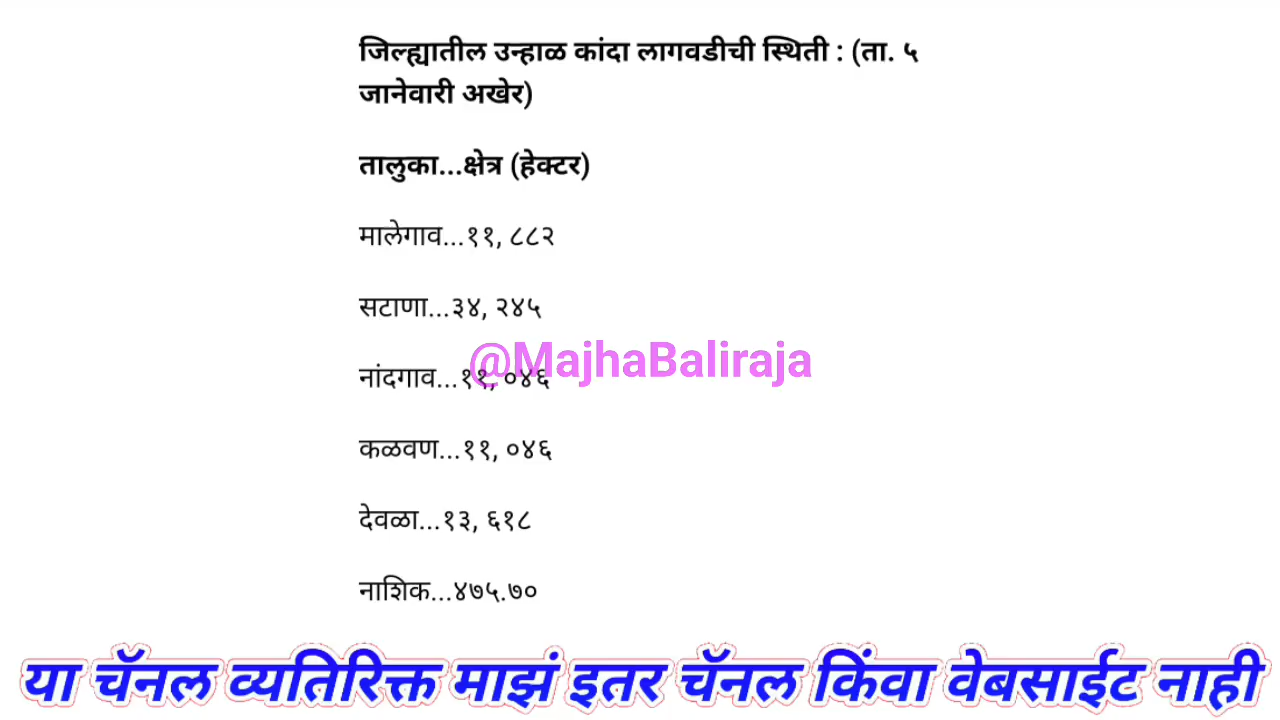 जिल्ह्यातील उन्हाळ कांदा लागवडीची स्थिती : (ता. ५
जानेवारी अखेर)
तालुका...क्षेत्र (हेक्टर)
मालेगाव...११, ८८२
सटाणा...३४, २४५
@MajhaBaliraja
नांदगाव...११, ०४६
कळवण...११, ०४६
देवळा...१३, ६१८
नाशिक...४७५.७०
या चॅनल व्यतिरिक्त माझं इतर चॅनल किंवा वेबसाईट नाही